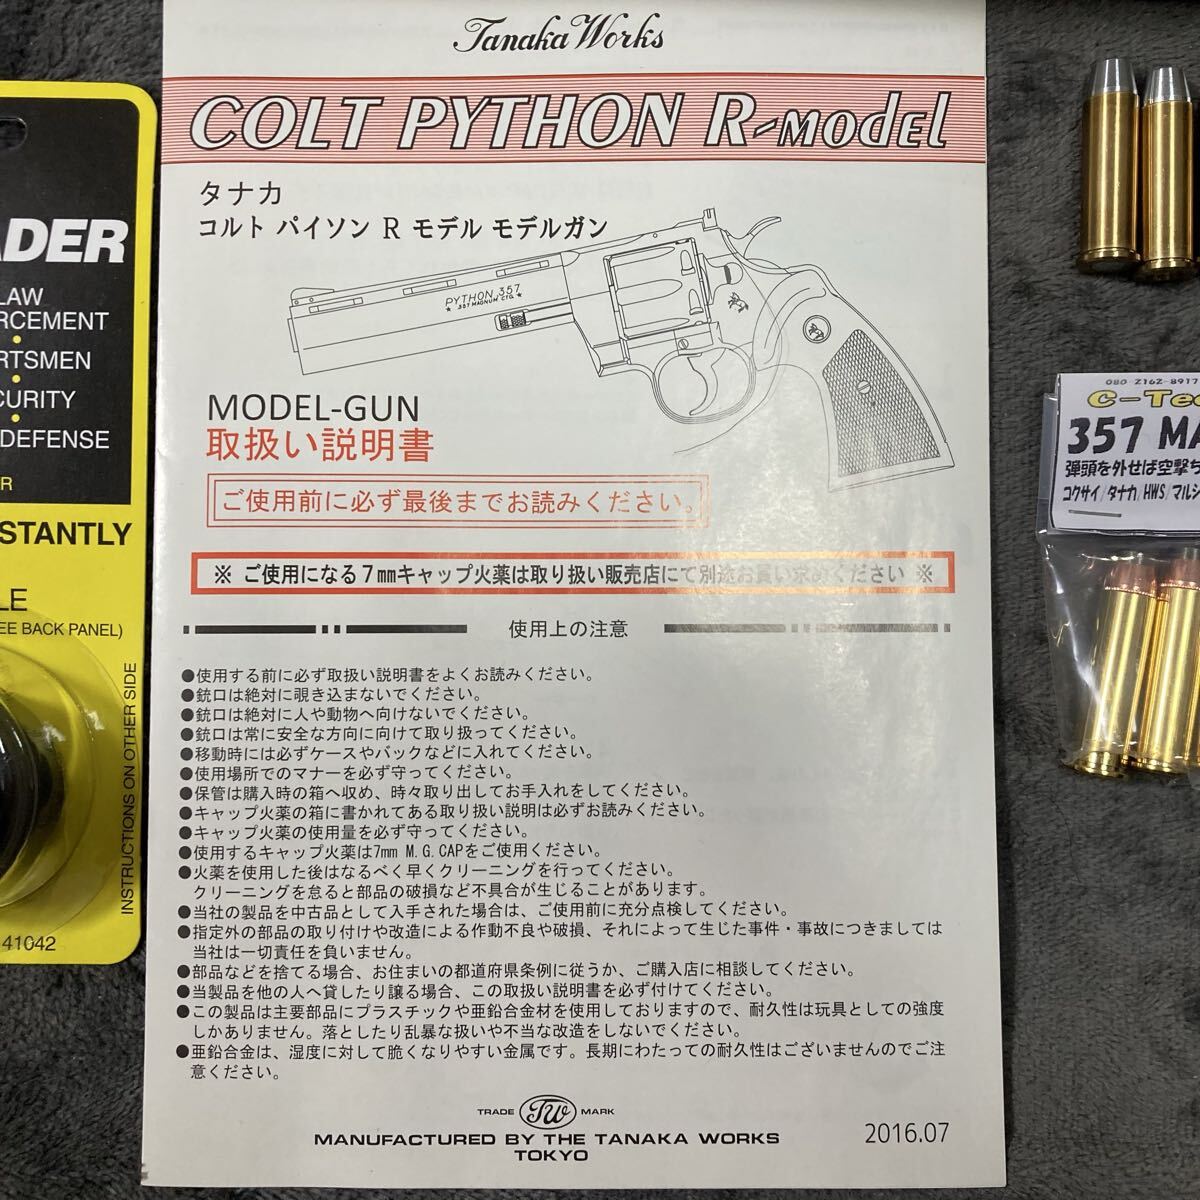 Tanaka Works
COLT PYTHON R-MODEL
タナカ
コルト パイソン R モデル モデルガン
PYTHON 357
★ .357 MAGNUM CTG. ★
MODEL-GUN
取扱い説明書
ご使用前に必ず最後までお読みください。
※ ご使用になる7mmキャップ火薬は取り扱い販売店にて別途お買い求めください ※
使用上の注意
●使用する前に必ず取扱い説明書をよくお読みください。
●銃口は絶対に覗き込まないでください。
●銃口は絶対に人や動物へ向けないでください。
●銃口は常に安全な方向に向けて取り扱ってください。
●移動時には必ずケースやバックなどに入れてください。
●使用場所でのマナーを必ず守ってください。
●保管は購入時の箱へ収め、時々取り出してお手入れをしてください。
●キャップ火薬の箱に書かれてある取り扱い説明は必ずお読みください。
●キャップ火薬の使用量を必ず守ってください。
●使用するキャップ火薬は7mm M.G.CAPをご使用ください。
●火薬を使用した後はなるべく早くクリーニングを行ってください。
クリーニングを怠ると部品の破損など不具合が生じることがあります。
●当社の製品を中古品として入手された場合は、ご使用前に充分点検してください。
●指定外の部品の取り付けや改造による作動不良や破損、それによって生じた事件・事故につきましては
当社は一切責任を負いません。
●部品などを捨てる場合、お住まいの都道府県条例に従うか、ご購入店に相談してください。
●当製品を他の人へ貸したり譲る場合、この取扱い説明書を必ず付けてください。
●この製品は主要部品にプラスチックや亜鉛合金材を使用しておりますので、耐久性は玩具としての強度
しかありません。落としたり乱暴な扱いや不当な改造をしないでください。
●亜鉛合金は、湿度に対して脆くなりやすい金属です。長期にわたっての耐久性はございませんのでご注
意ください。
TRADE TW MARK
MANUFACTURED BY THE TANAKA WORKS
TOKYO
2016.07
ADER
LAW
RCEMENT
RTSMEN
CURITY
DEFENSE
R
STANTLY
LE
EE BACK PANEL)
INSTRUCTIONS ON OTHER SIDE
41042
080-2162-8917
C-Tec
357 MA
弾頭を外せば空撃ち
コクサイ/タナカ/HWS/マルシ